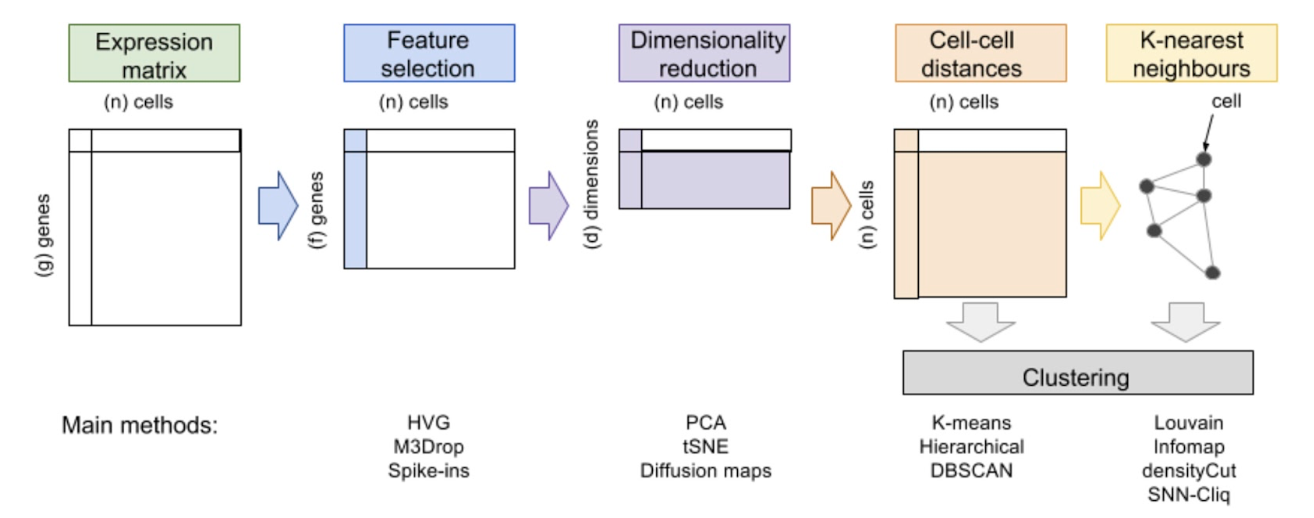 Expression
matrix
Feature
selection
Dimensionality
reduction
Cell-cell
distances
K-nearest
neighbours
(n) cells
(n) cells
(n) cells
(n) cells
cell
(g) genes
(f) genes
(d) dimensions
(n) cells
Clustering
Main methods:
HVG
M3Drop
Spike-ins
PCA
tSNE
Diffusion maps
K-means
Hierarchical
DBSCAN
Louvain
Infomap
densityCut
SNN-Cliq